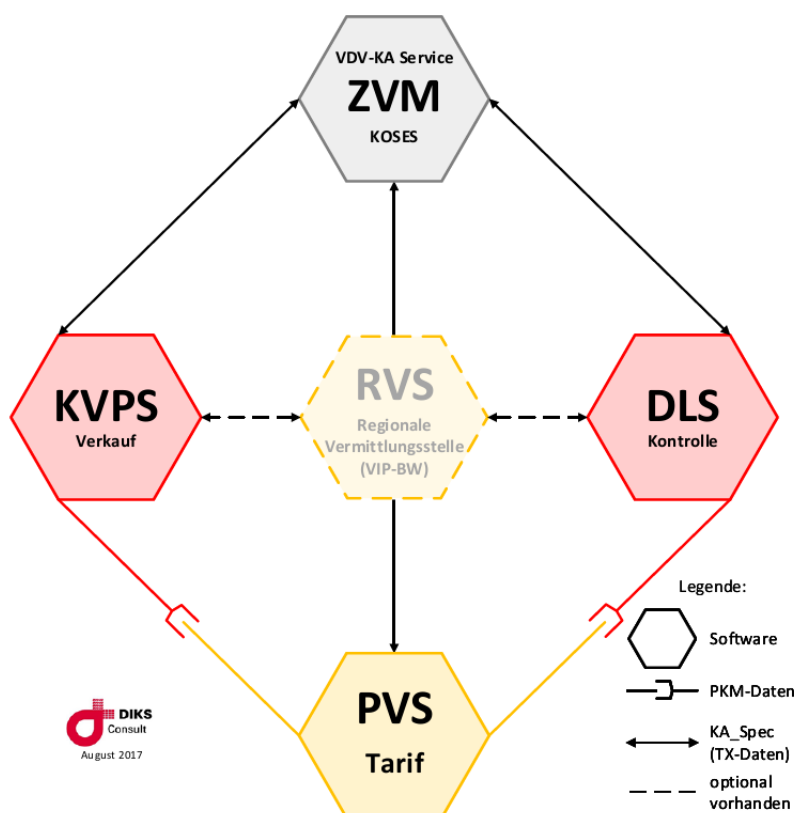 VDV-KA Service
ZVM
KOSES
KVPS
Verkauf
RVS
Regionale
Vermittlungsstelle
(VIP-BW)
DLS
Kontrolle
PVS
Tarif
Legende:
Software
PKM-Daten
KA_Spec
(TX-Daten)
optional
vorhanden
DIKS
Consult
August 2017